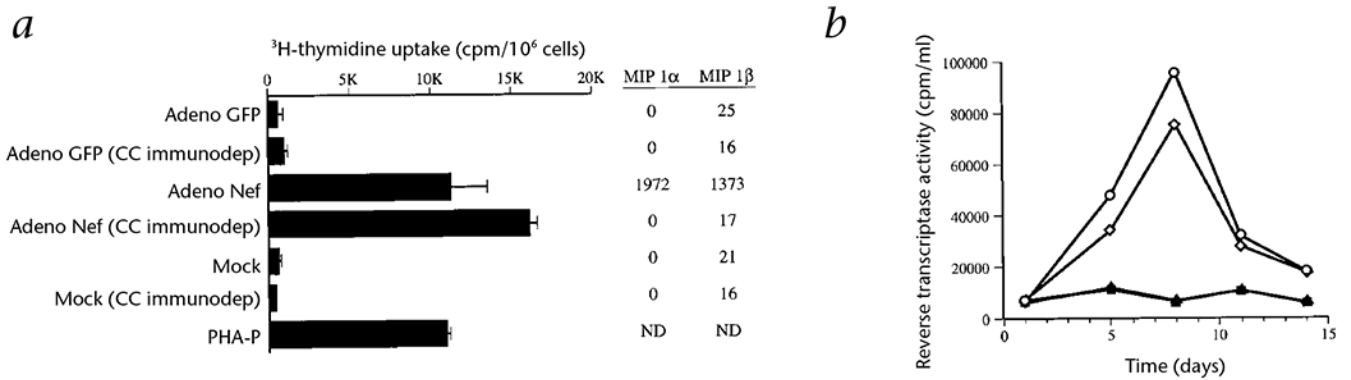 a
³H-thymidine uptake (cpm/10⁶ cells)
0 5K 10K 15K 20K
MIP 1α MIP 1β
Adeno GFP 0 25
Adeno GFP (CC immunodep) 0 16
Adeno Nef 1972 1373
Adeno Nef (CC immunodep) 0 17
Mock 0 21
Mock (CC immunodep) 0 16
PHA-P ND ND
b
Reverse transcriptase activity (cpm/ml)
100000
80000
60000
40000
20000
0
0 5 10 15
Time (days)